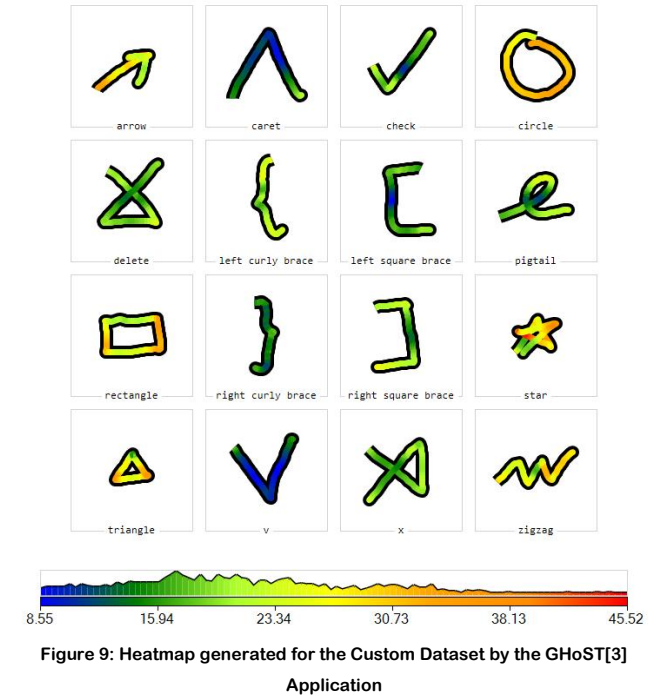 arrow caret check circle
delete left curly brace left square brace pigtail
rectangle right curly brace right square brace star
triangle v x zigzag
8.55 15.94 23.34 30.73 38.13 45.52
Figure 9: Heatmap generated for the Custom Dataset by the GHoST[3]
Application